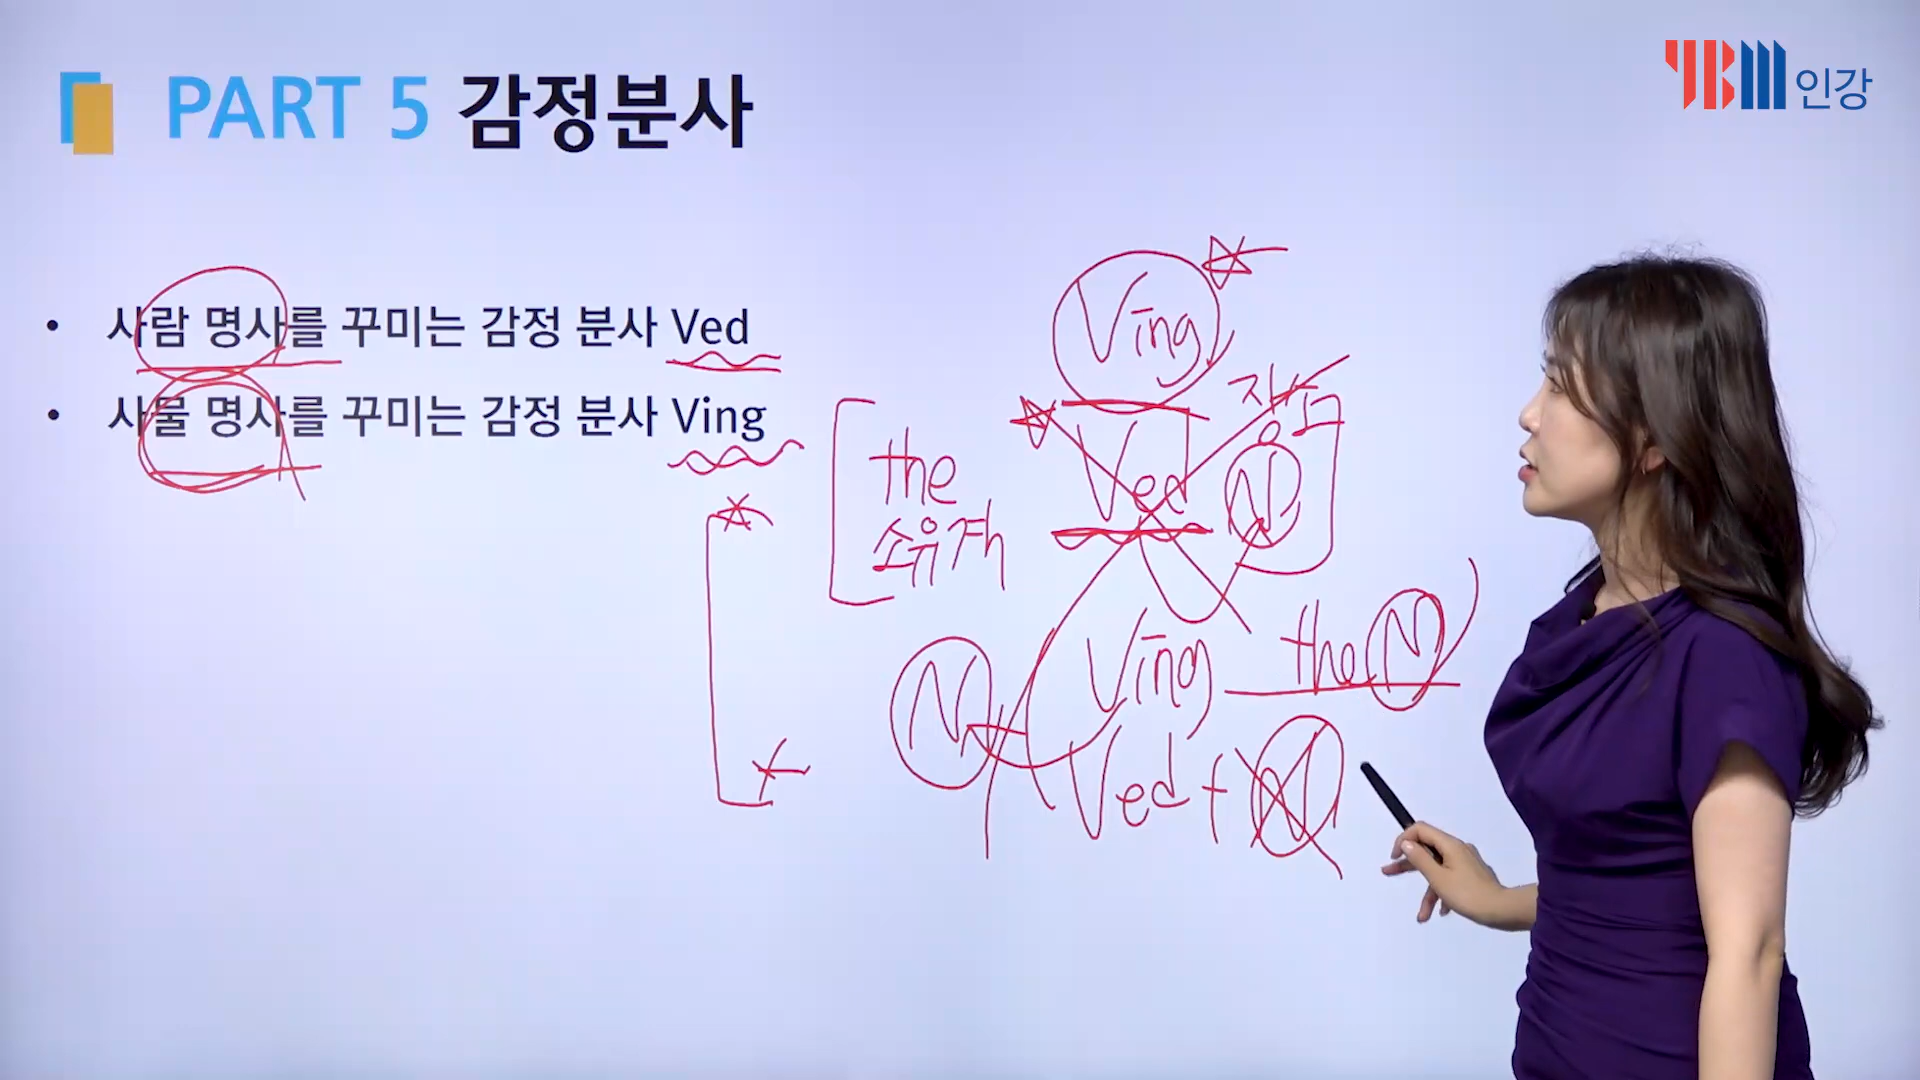 YBM 인강
PART 5 감정분사
• 사람 명사를 꾸미는 감정 분사 Ved
• 사물 명사를 꾸미는 감정 분사 Ving
Ving
the Ved N
소유격
N Ving the N
Ved + N